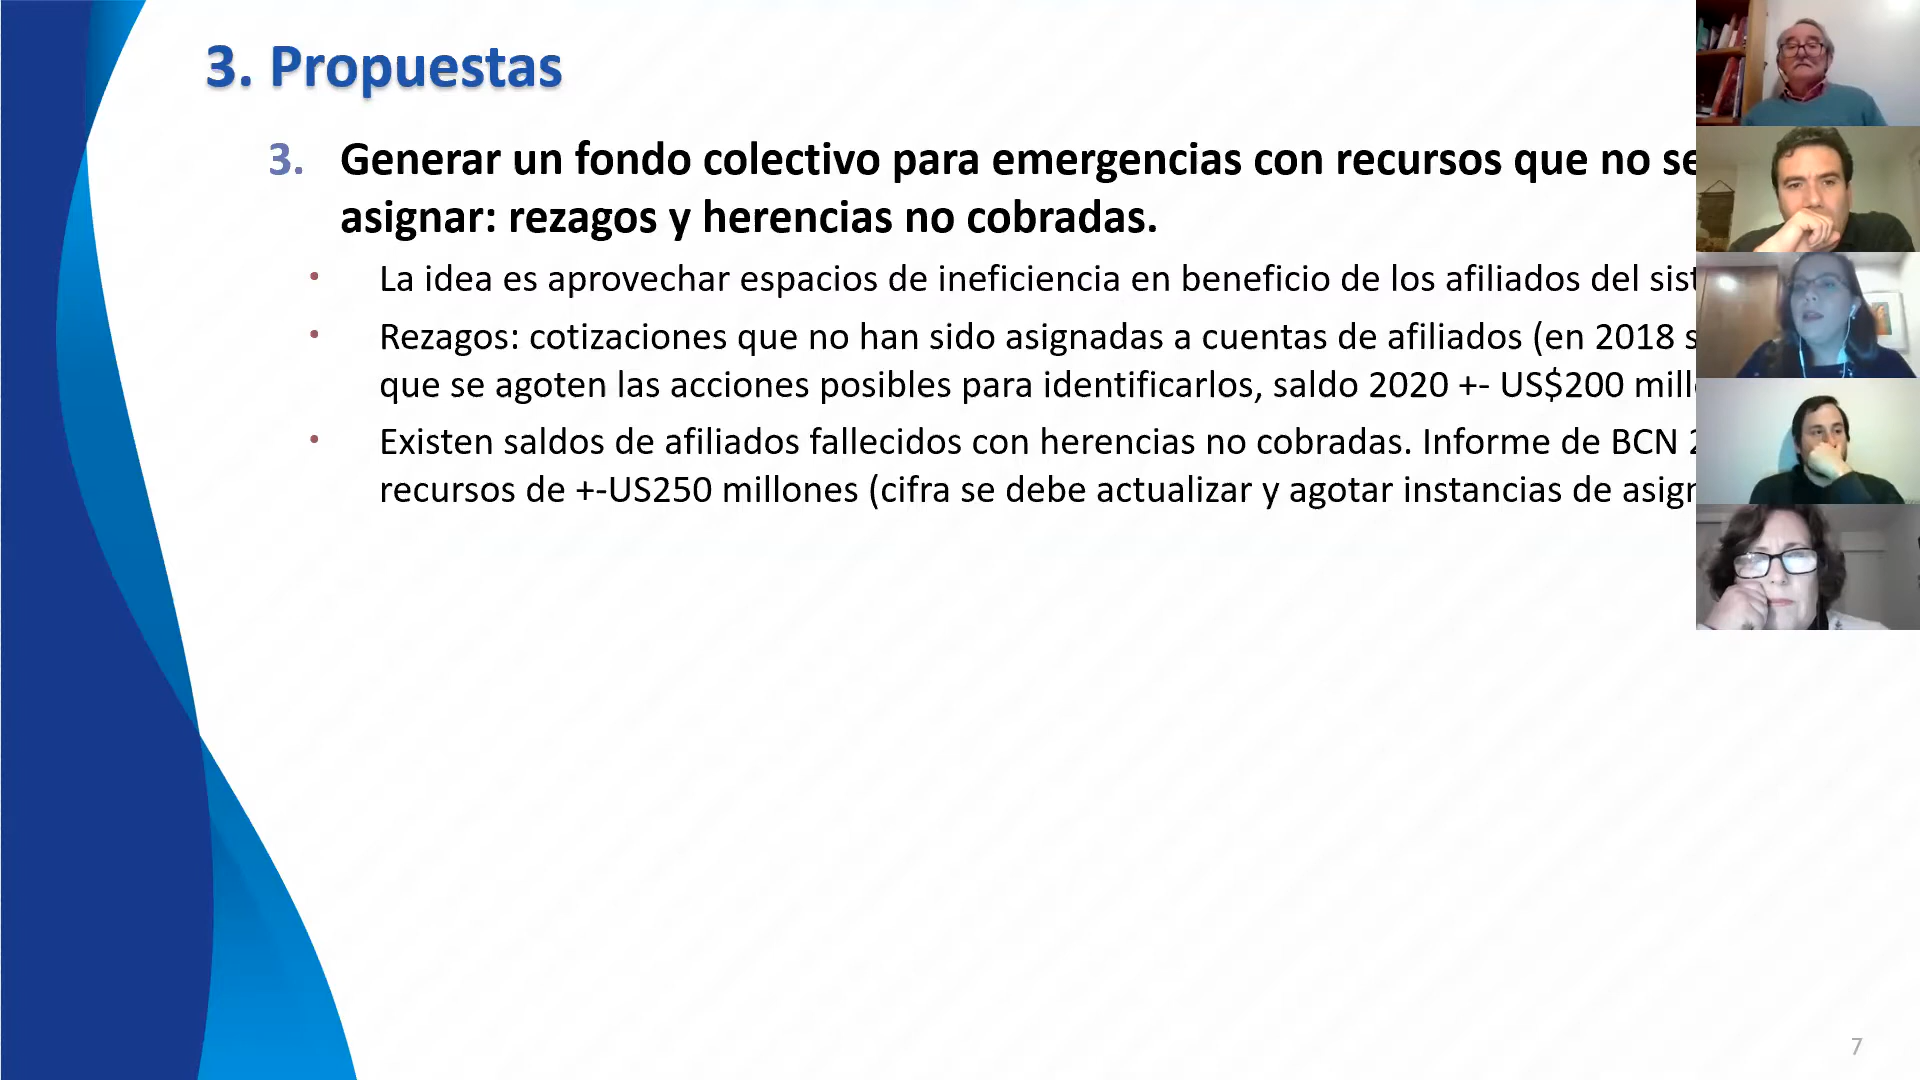 3. Propuestas
3. Generar un fondo colectivo para emergencias con recursos que no se
asignar: rezagos y herencias no cobradas.
• La idea es aprovechar espacios de ineficiencia en beneficio de los afiliados del
• Rezagos: cotizaciones que no han sido asignadas a cuentas de afiliados (en 2018
que se agoten las acciones posibles para identificarlos, saldo 2020 +- US$200
• Existen saldos de afiliados fallecidos con herencias no cobradas. Informe de BCN
recursos de +-US250 millones (cifra se debe actualizar y agotar instancias de
7